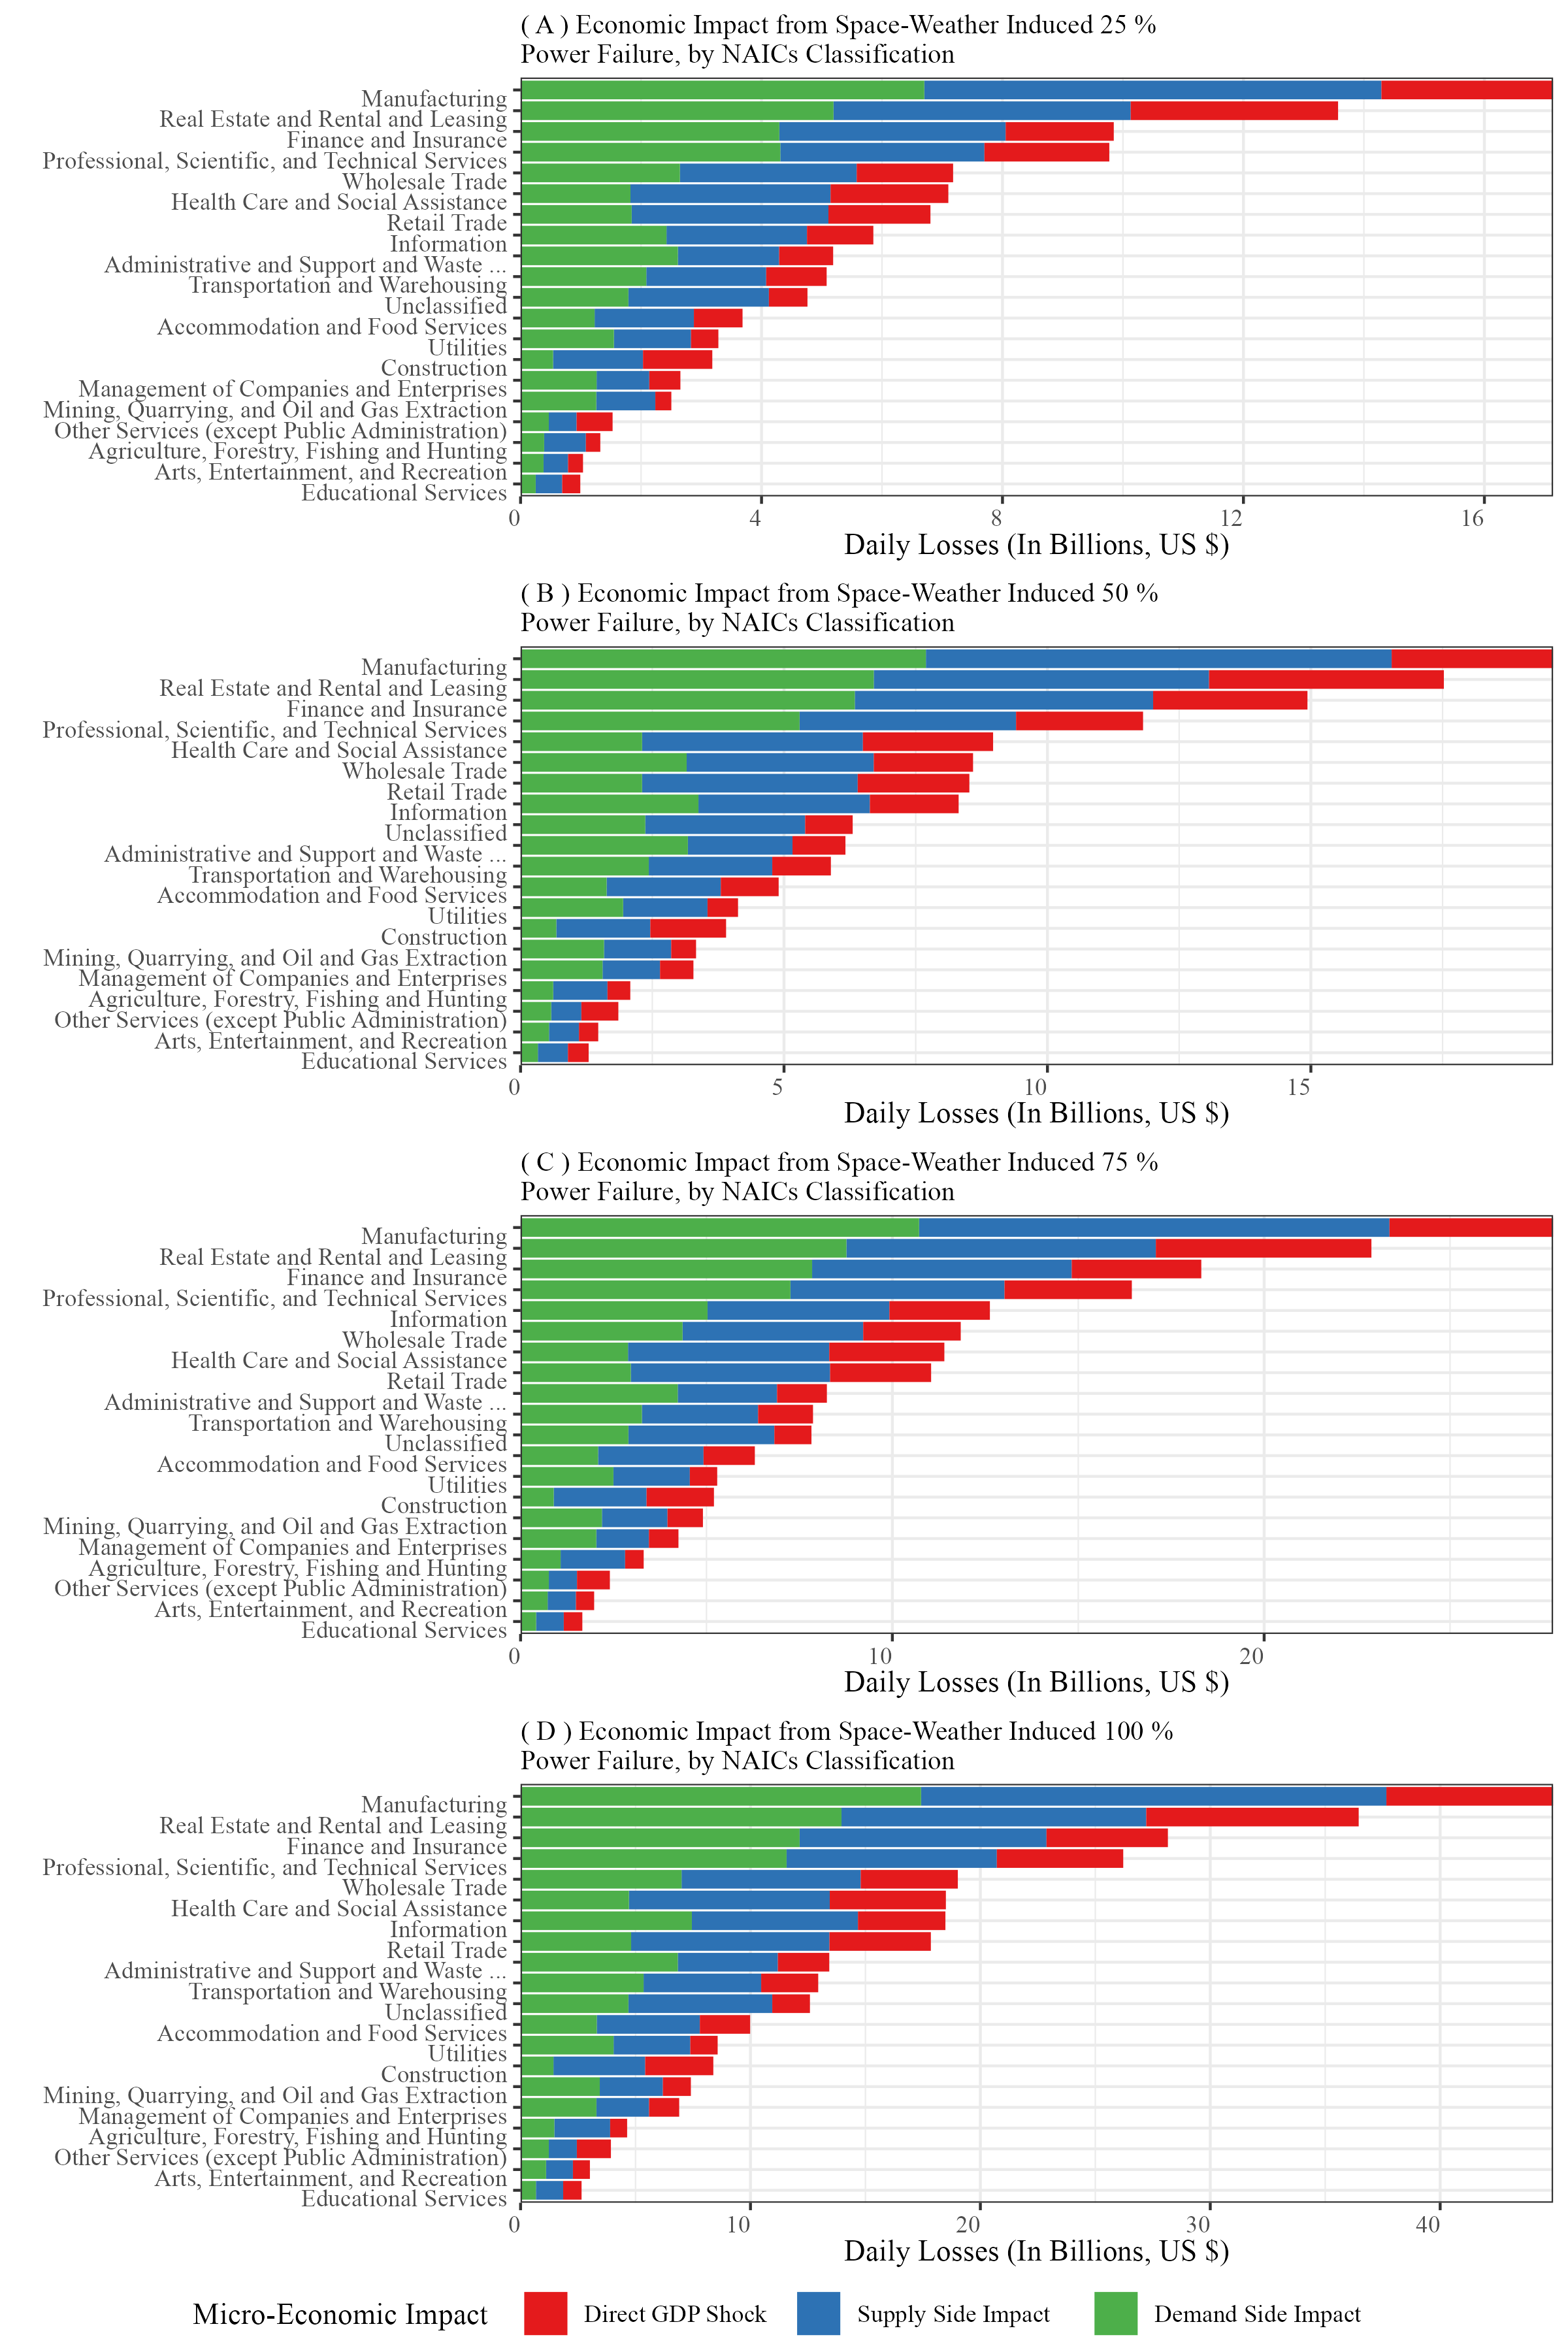 ( A ) Economic Impact from Space-Weather Induced 25 %
Power Failure, by NAICs Classification
Manufacturing
Real Estate and Rental and Leasing
Finance and Insurance
Professional, Scientific, and Technical Services
Wholesale Trade
Health Care and Social Assistance
Retail Trade
Information
Administrative and Support and Waste ...
Transportation and Warehousing
Unclassified
Accommodation and Food Services
Utilities
Construction
Management of Companies and Enterprises
Mining, Quarrying, and Oil and Gas Extraction
Other Services (except Public Administration)
Agriculture, Forestry, Fishing and Hunting
Arts, Entertainment, and Recreation
Educational Services
0 4 8 12 16
Daily Losses (In Billions, US $)
( B ) Economic Impact from Space-Weather Induced 50 %
Power Failure, by NAICs Classification
Manufacturing
Real Estate and Rental and Leasing
Finance and Insurance
Professional, Scientific, and Technical Services
Health Care and Social Assistance
Wholesale Trade
Retail Trade
Information
Unclassified
Administrative and Support and Waste ...
Transportation and Warehousing
Accommodation and Food Services
Utilities
Construction
Mining, Quarrying, and Oil and Gas Extraction
Management of Companies and Enterprises
Agriculture, Forestry, Fishing and Hunting
Other Services (except Public Administration)
Arts, Entertainment, and Recreation
Educational Services
0 5 10 15
Daily Losses (In Billions, US $)
( C ) Economic Impact from Space-Weather Induced 75 %
Power Failure, by NAICs Classification
Manufacturing
Real Estate and Rental and Leasing
Finance and Insurance
Professional, Scientific, and Technical Services
Information
Wholesale Trade
Health Care and Social Assistance
Retail Trade
Administrative and Support and Waste ...
Transportation and Warehousing
Unclassified
Accommodation and Food Services
Utilities
Construction
Mining, Quarrying, and Oil and Gas Extraction
Management of Companies and Enterprises
Agriculture, Forestry, Fishing and Hunting
Other Services (except Public Administration)
Arts, Entertainment, and Recreation
Educational Services
0 10 20
Daily Losses (In Billions, US $)
( D ) Economic Impact from Space-Weather Induced 100 %
Power Failure, by NAICs Classification
Manufacturing
Real Estate and Rental and Leasing
Finance and Insurance
Professional, Scientific, and Technical Services
Wholesale Trade
Health Care and Social Assistance
Information
Retail Trade
Administrative and Support and Waste ...
Transportation and Warehousing
Unclassified
Accommodation and Food Services
Utilities
Construction
Mining, Quarrying, and Oil and Gas Extraction
Management of Companies and Enterprises
Agriculture, Forestry, Fishing and Hunting
Other Services (except Public Administration)
Arts, Entertainment, and Recreation
Educational Services
0 10 20 30 40
Daily Losses (In Billions, US $)
Micro-Economic Impact Direct GDP Shock Supply Side Impact Demand Side Impact